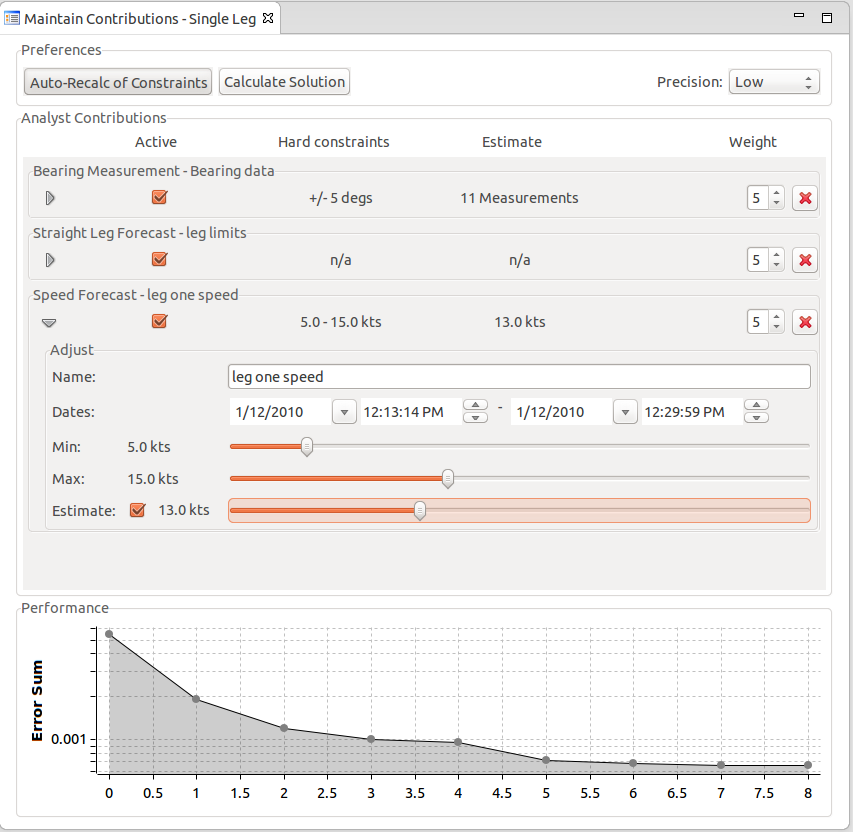 Maintain Contributions - Single Leg
Preferences
Auto-Recalc of Constraints Calculate Solution Precision: Low
Analyst Contributions
Active Hard constraints Estimate Weight
Bearing Measurement - Bearing data
+/- 5 degs 11 Measurements 5
Straight Leg Forecast - leg limits
n/a n/a 5
Speed Forecast - leg one speed
5.0 - 15.0 kts 13.0 kts 5
Adjust
Name: leg one speed
Dates: 1/12/2010 12:13:14 PM - 1/12/2010 12:29:59 PM
Min: 5.0 kts
Max: 15.0 kts
Estimate: 13.0 kts
Performance
Error Sum
0.001
0 0.5 1 1.5 2 2.5 3 3.5 4 4.5 5 5.5 6 6.5 7 7.5 8